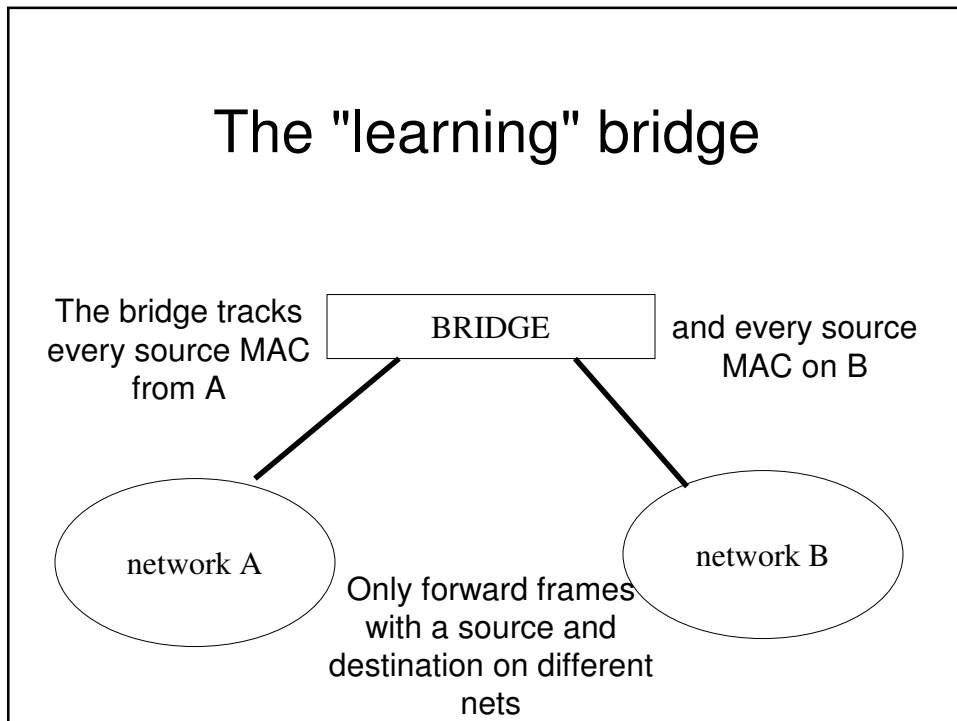 The "learning" bridge
The bridge tracks
every source MAC
from A
BRIDGE
and every source
MAC on B
network A
network B
Only forward frames
with a source and
destination on different
nets